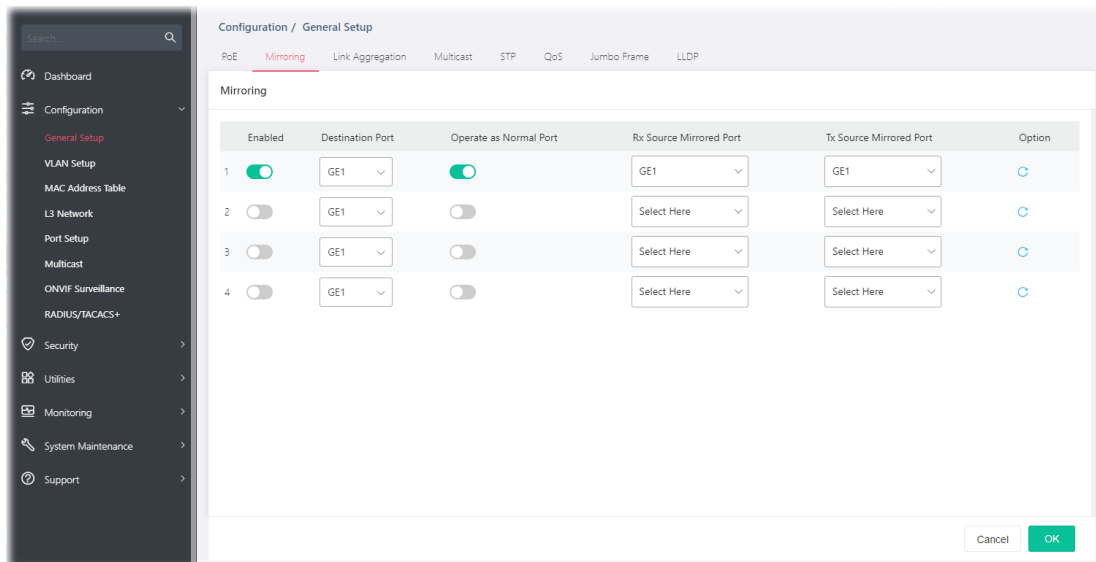 Search...
Dashboard
Configuration
General Setup
VLAN Setup
MAC Address Table
L3 Network
Port Setup
Multicast
ONVIF Surveillance
RADIUS/TACACS+
Security
Utilities
Monitoring
System Maintenance
Support
Configuration / General Setup
PoE Mirroring Link Aggregation Multicast STP QoS Jumbo Frame LLDP
Mirroring
Enabled Destination Port Operate as Normal Port Rx Source Mirrored Port Tx Source Mirrored Port Option
1 GE1 GE1 GE1
2 GE1 Select Here Select Here
3 GE1 Select Here Select Here
4 GE1 Select Here Select Here
Cancel OK